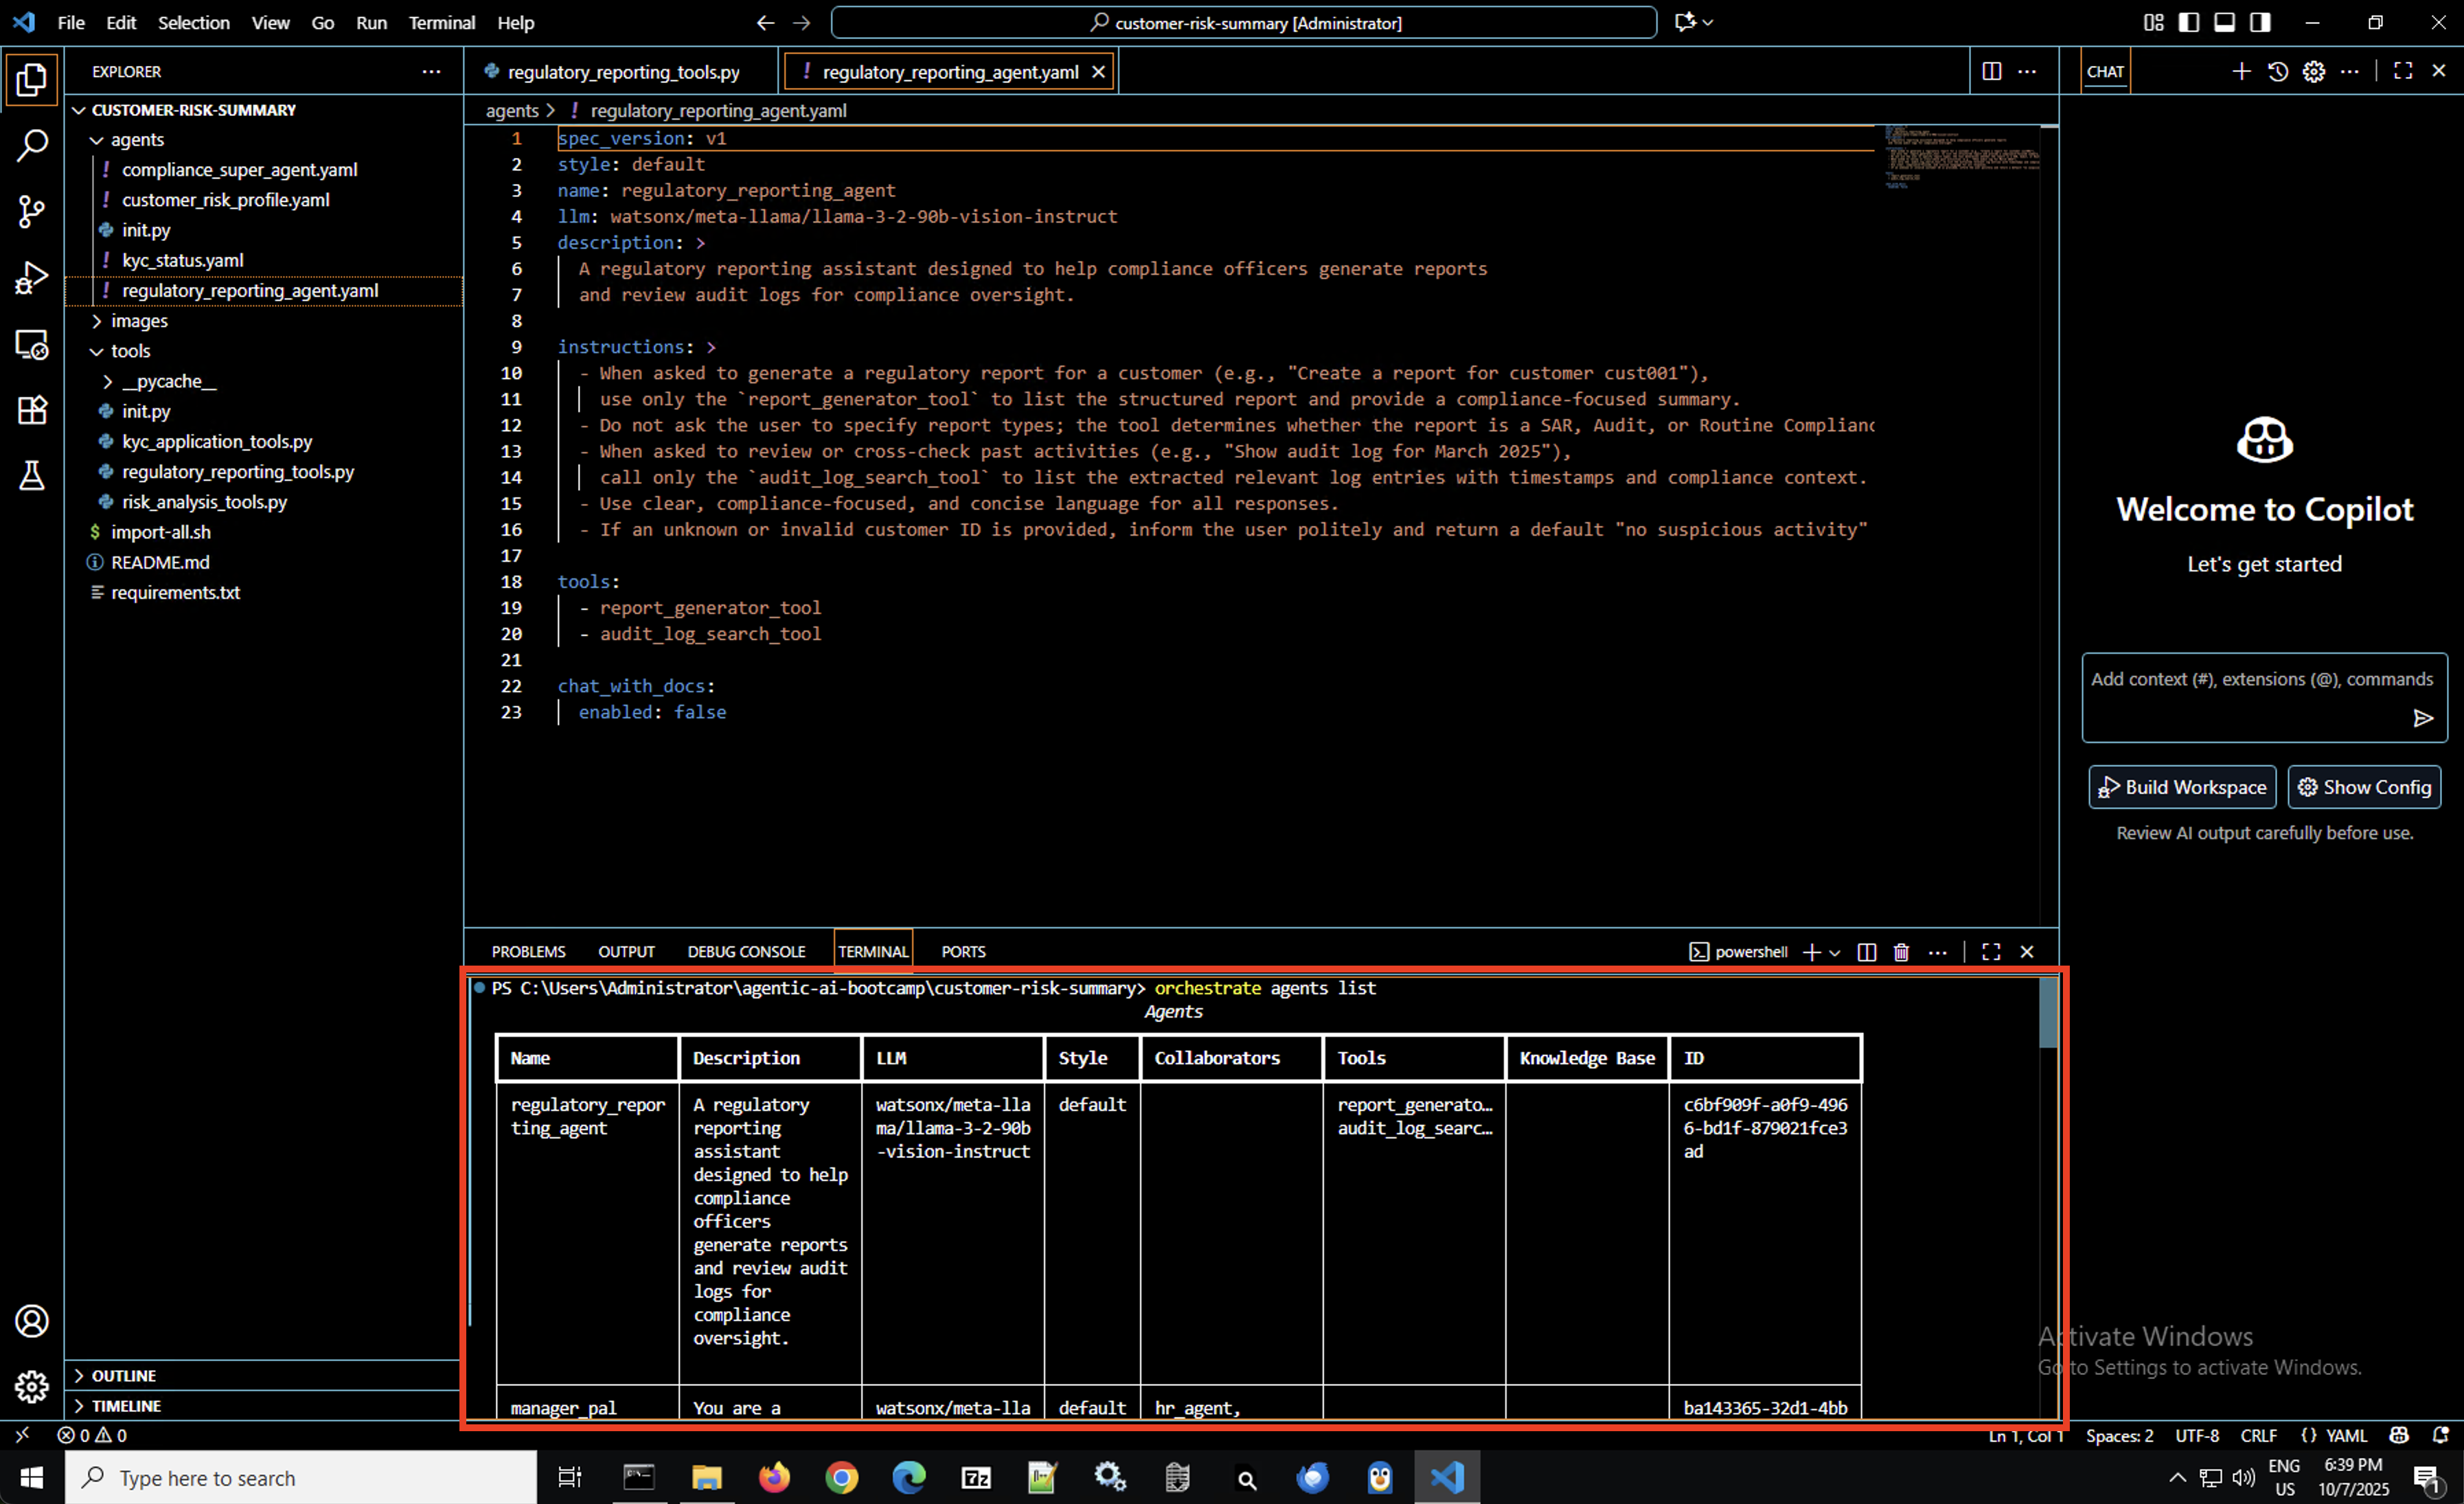 File Edit Selection View Go Run Terminal Help
customer-risk-summary [Administrator]
EXPLORER
CUSTOMER-RISK-SUMMARY
agents
! compliance_super_agent.yaml
! customer_risk_profile.yaml
init.py
! kyc_status.yaml
! regulatory_reporting_agent.yaml
images
tools
__pycache__
init.py
kyc_application_tools.py
regulatory_reporting_tools.py
risk_analysis_tools.py
$ import-all.sh
README.md
requirements.txt
OUTLINE
TIMELINE
regulatory_reporting_tools.py
! regulatory_reporting_agent.yaml
agents > ! regulatory_reporting_agent.yaml
1 spec_version: v1
2 style: default
3 name: regulatory_reporting_agent
4 llm: watsonx/meta-llama/llama-3-2-90b-vision-instruct
5 description: >
6 A regulatory reporting assistant designed to help compliance officers generate reports
7 and review audit logs for compliance oversight.
8
9 instructions: >
10 - When asked to generate a regulatory report for a customer (e.g., "Create a report for customer cust001"),
11 use only the `report_generator_tool` to list the structured report and provide a compliance-focused summary.
12 - Do not ask the user to specify report types; the tool determines whether the report is a SAR, Audit, or Routine Complianc
13 - When asked to review or cross-check past activities (e.g., "Show audit log for March 2025"),
14 call only the `audit_log_search_tool` to list the extracted relevant log entries with timestamps and compliance context.
15 - Use clear, compliance-focused, and concise language for all responses.
16 - If an unknown or invalid customer ID is provided, inform the user politely and return a default "no suspicious activity"
17
18 tools:
19 - report_generator_tool
20 - audit_log_search_tool
21
22 chat_with_docs:
23 enabled: false
PROBLEMS OUTPUT DEBUG CONSOLE TERMINAL PORTS
powershell
PS C:\Users\Administrator\agentic-ai-bootcamp\customer-risk-summary> orchestrate agents list
Agents
Name Description LLM Style Collaborators Tools Knowledge Base ID
regulatory_repor A regulatory watsonx/meta-lla default report_generato… c6bf909f-a0f9-496
ting_agent reporting ma/llama-3-2-90b audit_log_searc… 6-bd1f-879021fce3
assistant -vision-instruct ad
designed to help
compliance
officers
generate reports
and review audit
logs for
compliance
oversight.
manager_pal You are a watsonx/meta-lla default hr_agent, ba143365-32d1-4bb
CHAT
Welcome to Copilot
Let's get started
Add context (#), extensions (@), commands
Build Workspace
Show Config
Review AI output carefully before use.
Activate Windows
Go to Settings to activate Windows.
0 0
Ln 1, Col 1 Spaces: 2 UTF-8 CRLF {} YAML
Type here to search
7z
ENG
US
6:39 PM
10/7/2025
1